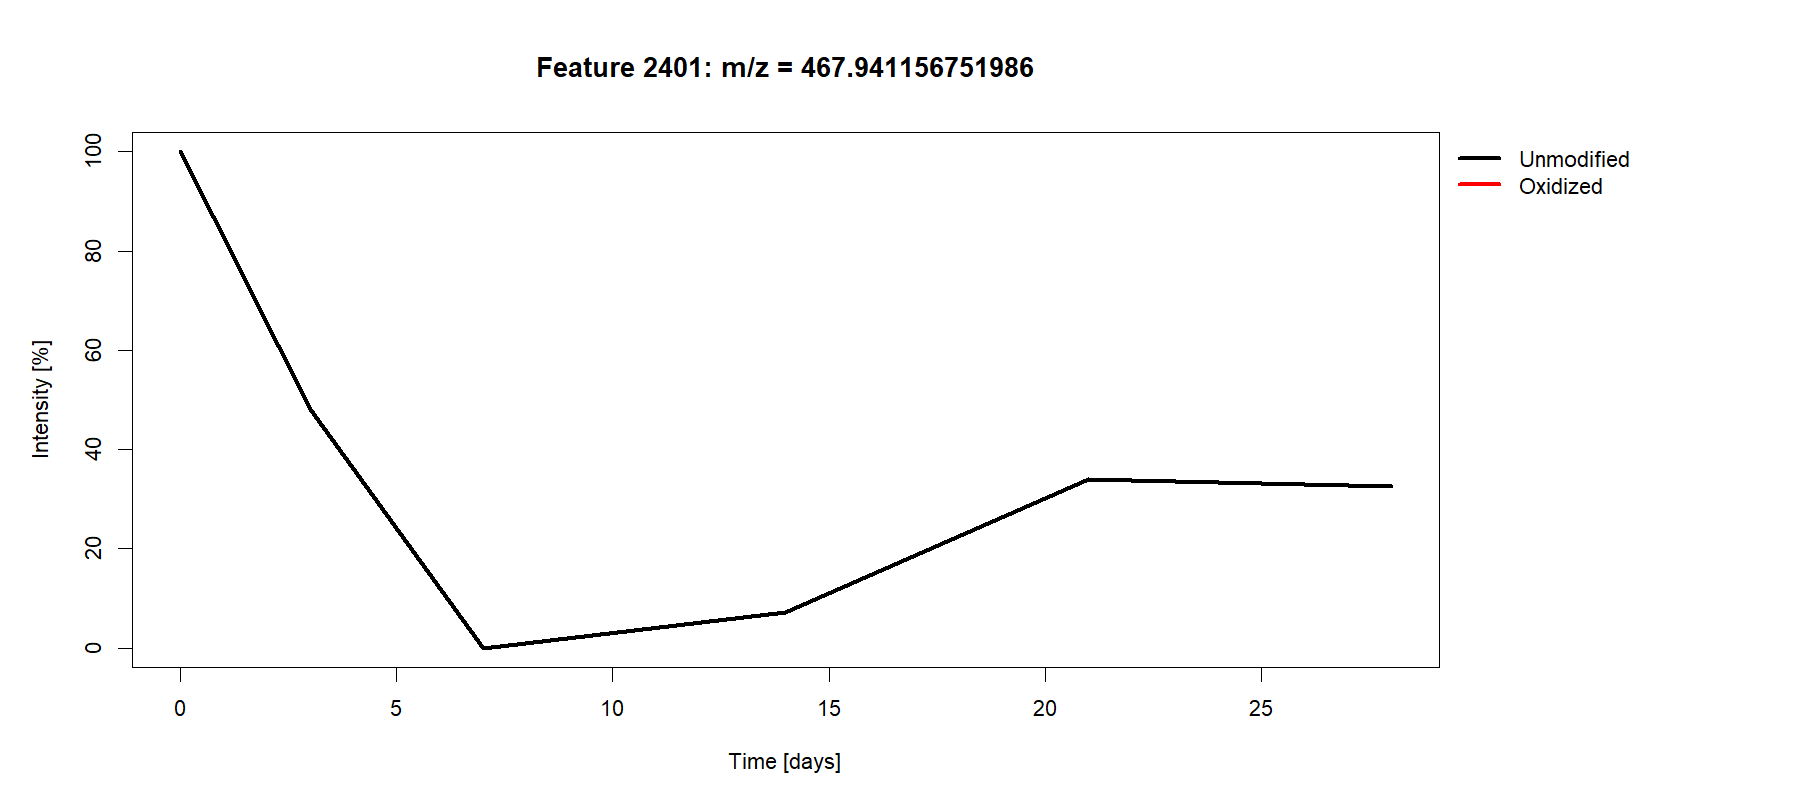 Feature 2401: m/z = 467.941156751986
Unmodified
Oxidized
Intensity [%]
100
80
60
40
20
0
0 5 10 15 20 25
Time [days]